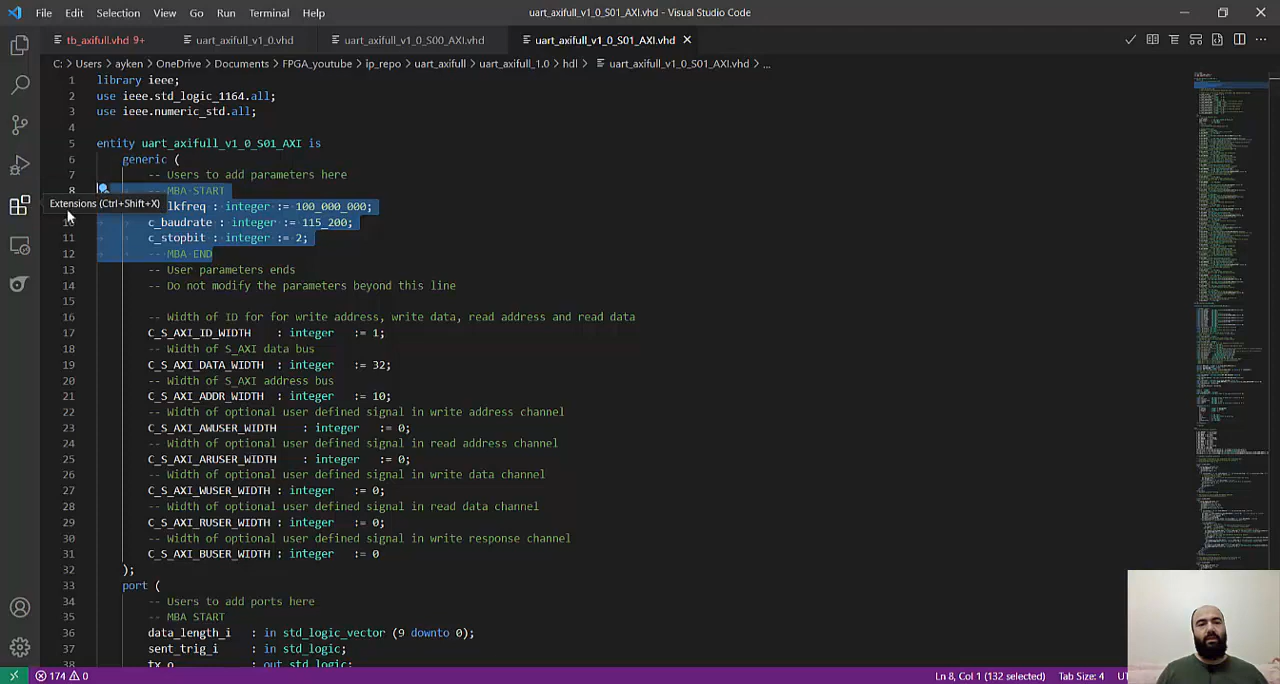 File Edit Selection View Go Run Terminal Help uart_axifull_v1_0_S01_AXI.vhd - Visual Studio Code
tb_axifull.vhd 9+ uart_axifull_v1_0.vhd uart_axifull_v1_0_S00_AXI.vhd uart_axifull_v1_0_S01_AXI.vhd
C: > Users > ayken > OneDrive > Documents > FPGA_youtube > ip_repo > uart_axifull > uart_axifull_1.0 > hdl > uart_axifull_v1_0_S01_AXI.vhd > ...
1 library ieee;
2 use ieee.std_logic_1164.all;
3 use ieee.numeric_std.all;
4
5 entity uart_axifull_v1_0_S01_AXI is
6 generic (
7 -- Users to add parameters here
8 -- MBA START
Extensions (Ctrl+Shift+X) lkfreq : integer := 100_000_000;
10 c_baudrate : integer := 115_200;
11 c_stopbit : integer := 2;
12 -- MBA END
13 -- User parameters ends
14 -- Do not modify the parameters beyond this line
15
16 -- Width of ID for for write address, write data, read address and read data
17 C_S_AXI_ID_WIDTH : integer := 1;
18 -- Width of S_AXI data bus
19 C_S_AXI_DATA_WIDTH : integer := 32;
20 -- Width of S_AXI address bus
21 C_S_AXI_ADDR_WIDTH : integer := 10;
22 -- Width of optional user defined signal in write address channel
23 C_S_AXI_AWUSER_WIDTH : integer := 0;
24 -- Width of optional user defined signal in read address channel
25 C_S_AXI_ARUSER_WIDTH : integer := 0;
26 -- Width of optional user defined signal in write data channel
27 C_S_AXI_WUSER_WIDTH : integer := 0;
28 -- Width of optional user defined signal in read data channel
29 C_S_AXI_RUSER_WIDTH : integer := 0;
30 -- Width of optional user defined signal in write response channel
31 C_S_AXI_BUSER_WIDTH : integer := 0
32 );
33 port (
34 -- Users to add ports here
35 -- MBA START
36 data_length_i : in std_logic_vector (9 downto 0);
37 sent_trig_i : in std_logic;
38 tx_o : out std_logic;
174 0 Ln 8, Col 1 (132 selected) Tab Size: 4